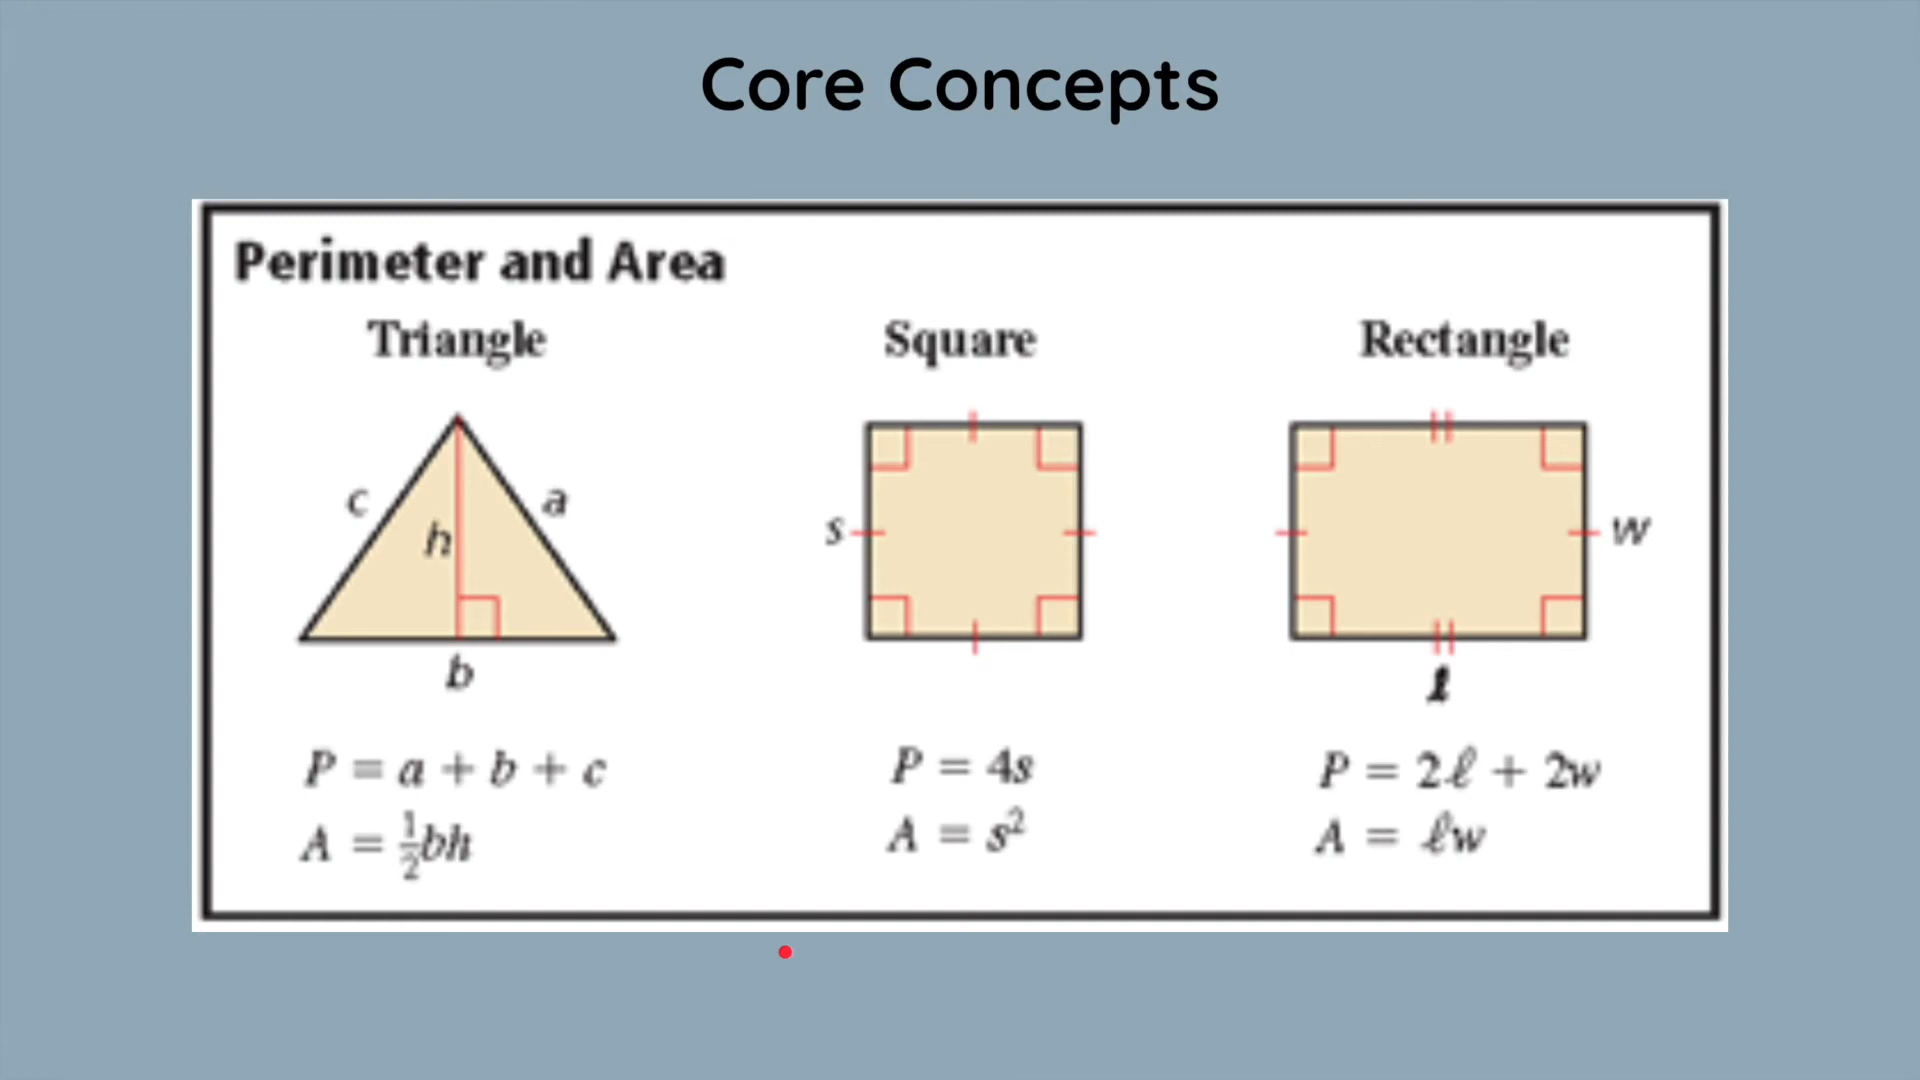 Core Concepts
Perimeter and Area
Triangle
Square
Rectangle
c
h
a
b
s
w
ℓ
P = a + b + c
A = ½bh
P = 4s
A = s²
P = 2ℓ + 2w
A = ℓw